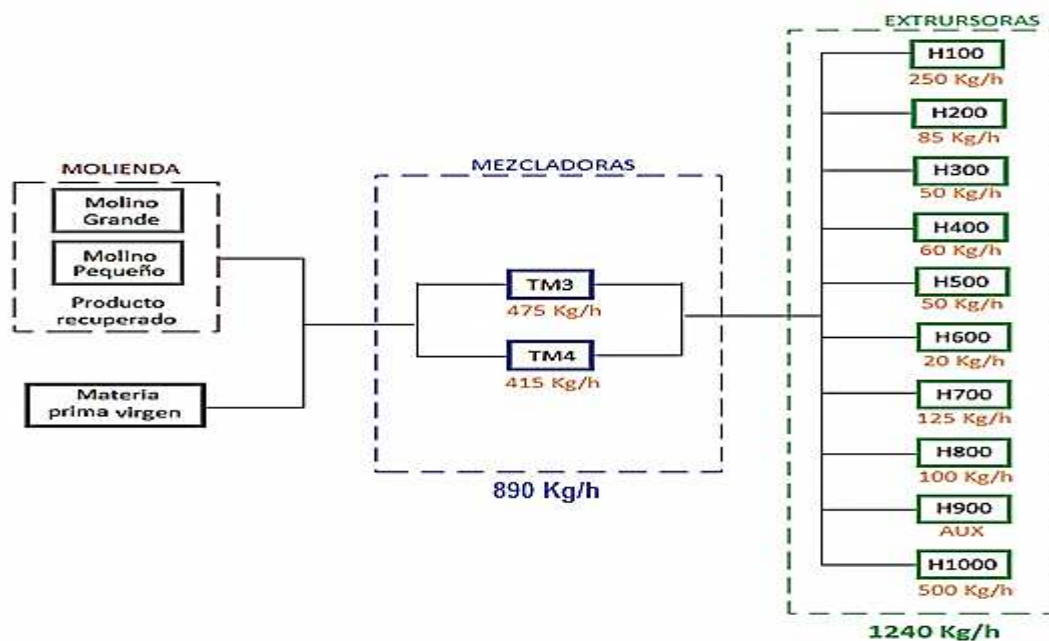 MOLIENDA
Molino
Grande
Molino
Pequeño
Producto
recuperado
Materia
prima virgen
MEZCLADORAS
TM3
475 Kg/h
TM4
415 Kg/h
890 Kg/h
EXTRURSORAS
H100
250 Kg/h
H200
85 Kg/h
H300
50 Kg/h
H400
60 Kg/h
H500
50 Kg/h
H600
20 Kg/h
H700
125 Kg/h
H800
100 Kg/h
H900
AUX
H1000
500 Kg/h
1240 Kg/h